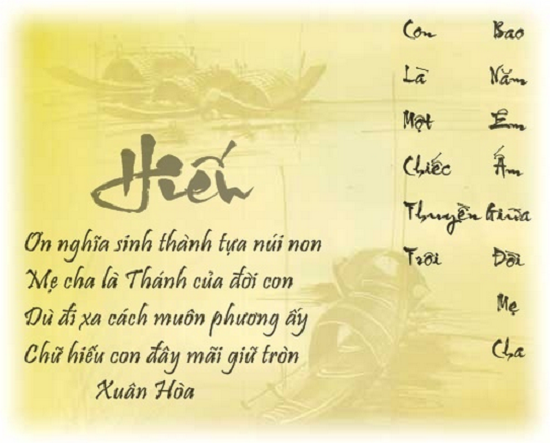 Hiếu
Ơn nghĩa sinh thành tựa núi non
Mẹ cha là Thánh của đời con
Dù đi xa cách muôn phương ấy
Chữ hiếu con đây mãi giữ tròn
Xuân Hòa
Con Là Một Chiếc Thuyền Trôi
Bao Năm Êm Ấm Giữa Đời Mẹ Cha